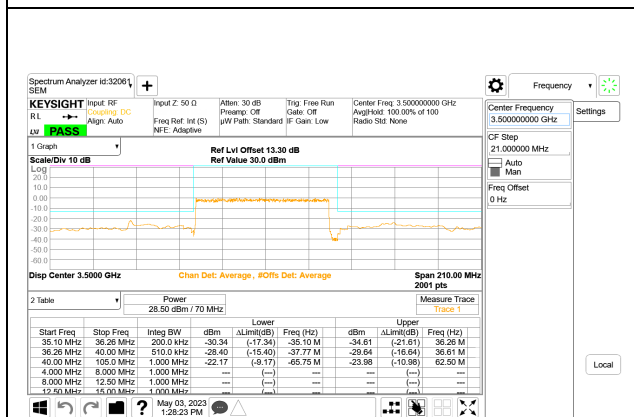 Spectrum Analyzer id:32061
SEM
Frequency
KEYSIGHT
R L
LVI PASS
Input: RF
Coupling: DC
Align: Auto
Input Z: 50 Ω
Freq Ref: Int (S)
NFE: Adaptive
Atten: 30 dB
Preamp: Off
µW Path: Standard
Trig: Free Run
Gate: Off
IF Gain: Low
Center Freq: 3.500000000 GHz
Avg|Hold: 100.00% of 100
Radio Std: None
Center Frequency
3.500000000 GHz
Settings
CF Step
21.000000 MHz
Auto
Man
Freq Offset
0 Hz
Local
1 Graph
Scale/Div 10 dB
Ref Lvl Offset 13.30 dB
Ref Value 30.0 dBm
Log
20.0
10.0
0.00
-10.0
-20.0
-30.0
-40.0
-50.0
-60.0
Disp Center 3.5000 GHz
Chan Det: Average, #Offs Det: Average
Span 210.00 MHz
2001 pts
2 Table
Power
28.50 dBm / 70 MHz
Measure Trace
Trace 1
Lower Upper
Start Freq Stop Freq Integ BW dBm ΔLimit(dB) Freq (Hz) dBm ΔLimit(dB) Freq (Hz)
35.10 MHz 36.26 MHz 200.0 kHz -30.34 (-17.34) -35.10 M -34.61 (-21.61) 36.26 M
36.26 MHz 40.00 MHz 510.0 kHz -28.40 (-15.40) -37.77 M -29.64 (-16.64) 36.61 M
40.00 MHz 105.0 MHz 1.000 MHz -22.17 (-9.17) -65.75 M -23.98 (-10.98) 62.50 M
4.000 MHz 8.000 MHz 1.000 MHz --- (---) --- (---)
8.000 MHz 12.50 MHz 1.000 MHz --- (---) --- (---)
12.50 MHz 15.00 MHz 1.000 MHz --- (---) --- (---)
May 03, 2023
1:28:23 PM